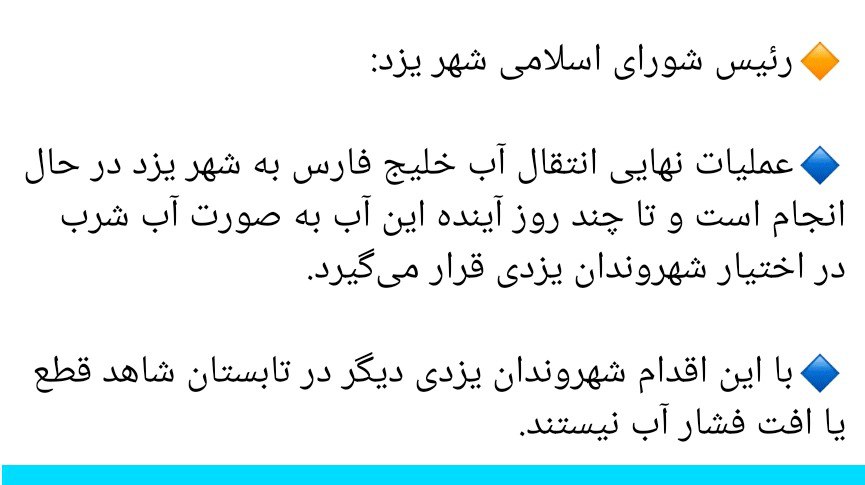 🔶رئیس شورای اسلامی شهر یزد:
🔷عملیات نهایی انتقال آب خلیج فارس به شهر یزد در حال
انجام است و تا چند روز آینده این آب به صورت آب شرب
در اختیار شهروندان یزدی قرار می‌گیرد.
🔷با این اقدام شهروندان یزدی دیگر در تابستان شاهد قطع
یا افت فشار آب نیستند.